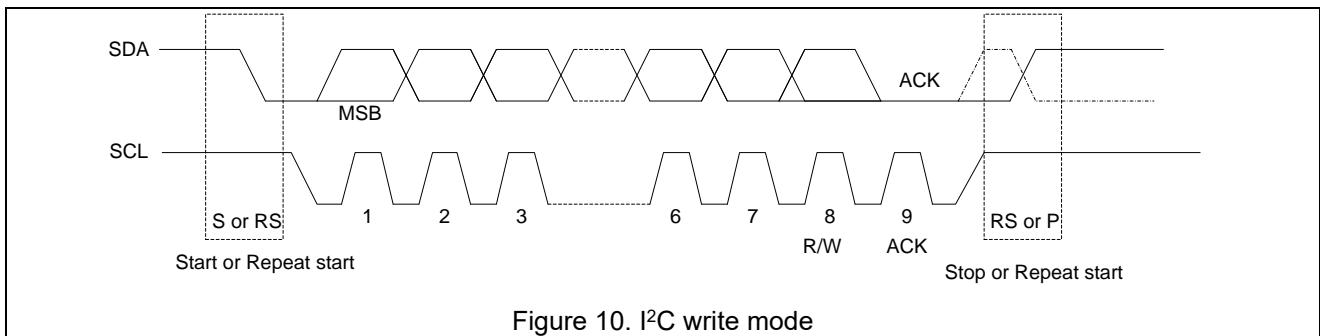 SDA
ACK
MSB
SCL
S or RS
1 2 3 6 7 8 9
RS or P
R/W ACK
Start or Repeat start
Stop or Repeat start
Figure 10. I²C write mode